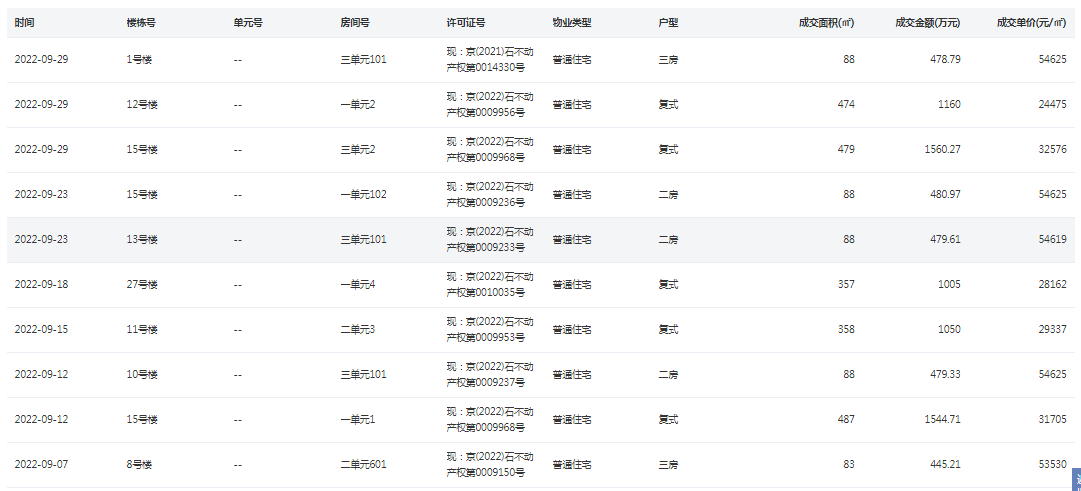 时间 楼栋号 单元号 房间号 许可证号 物业类型 户型 成交面积(㎡) 成交金额(万元) 成交单价(元/㎡)
2022-09-29 1号楼 -- 三单元101 现：京(2021)石不动 普通住宅 三房 88 478.79 54625
产权第0014330号
2022-09-29 12号楼 -- 一单元2 现：京(2022)石不动 普通住宅 复式 474 1160 24475
产权第0009956号
2022-09-29 15号楼 -- 三单元2 现：京(2022)石不动 普通住宅 复式 479 1560.27 32576
产权第0009968号
2022-09-23 15号楼 -- 一单元102 现：京(2022)石不动 普通住宅 二房 88 480.97 54625
产权第0009236号
2022-09-23 13号楼 -- 三单元101 现：京(2022)石不动 普通住宅 二房 88 479.61 54619
产权第0009233号
2022-09-18 27号楼 -- 一单元4 现：京(2022)石不动 普通住宅 复式 357 1005 28162
产权第0010035号
2022-09-15 11号楼 -- 二单元3 现：京(2022)石不动 普通住宅 复式 358 1050 29337
产权第0009953号
2022-09-12 10号楼 -- 三单元101 现：京(2022)石不动 普通住宅 二房 88 479.33 54625
产权第0009237号
2022-09-12 15号楼 -- 一单元1 现：京(2022)石不动 普通住宅 复式 487 1544.71 31705
产权第0009968号
2022-09-07 8号楼 -- 二单元601 现：京(2022)石不动 普通住宅 三房 83 445.21 53530
产权第0009150号